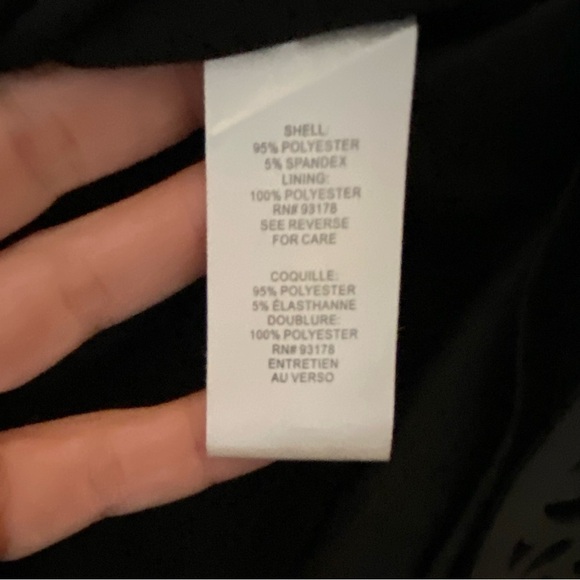 SHELL:
95% POLYESTER
5% SPANDEX
LINING:
100% POLYESTER
RN# 93178
SEE REVERSE
FOR CARE
COQUILLE:
95% POLYESTER
5% ÉLASTHANNE
DOUBLURE:
100% POLYESTER
RN# 93178
ENTRETIEN
AU VERSO